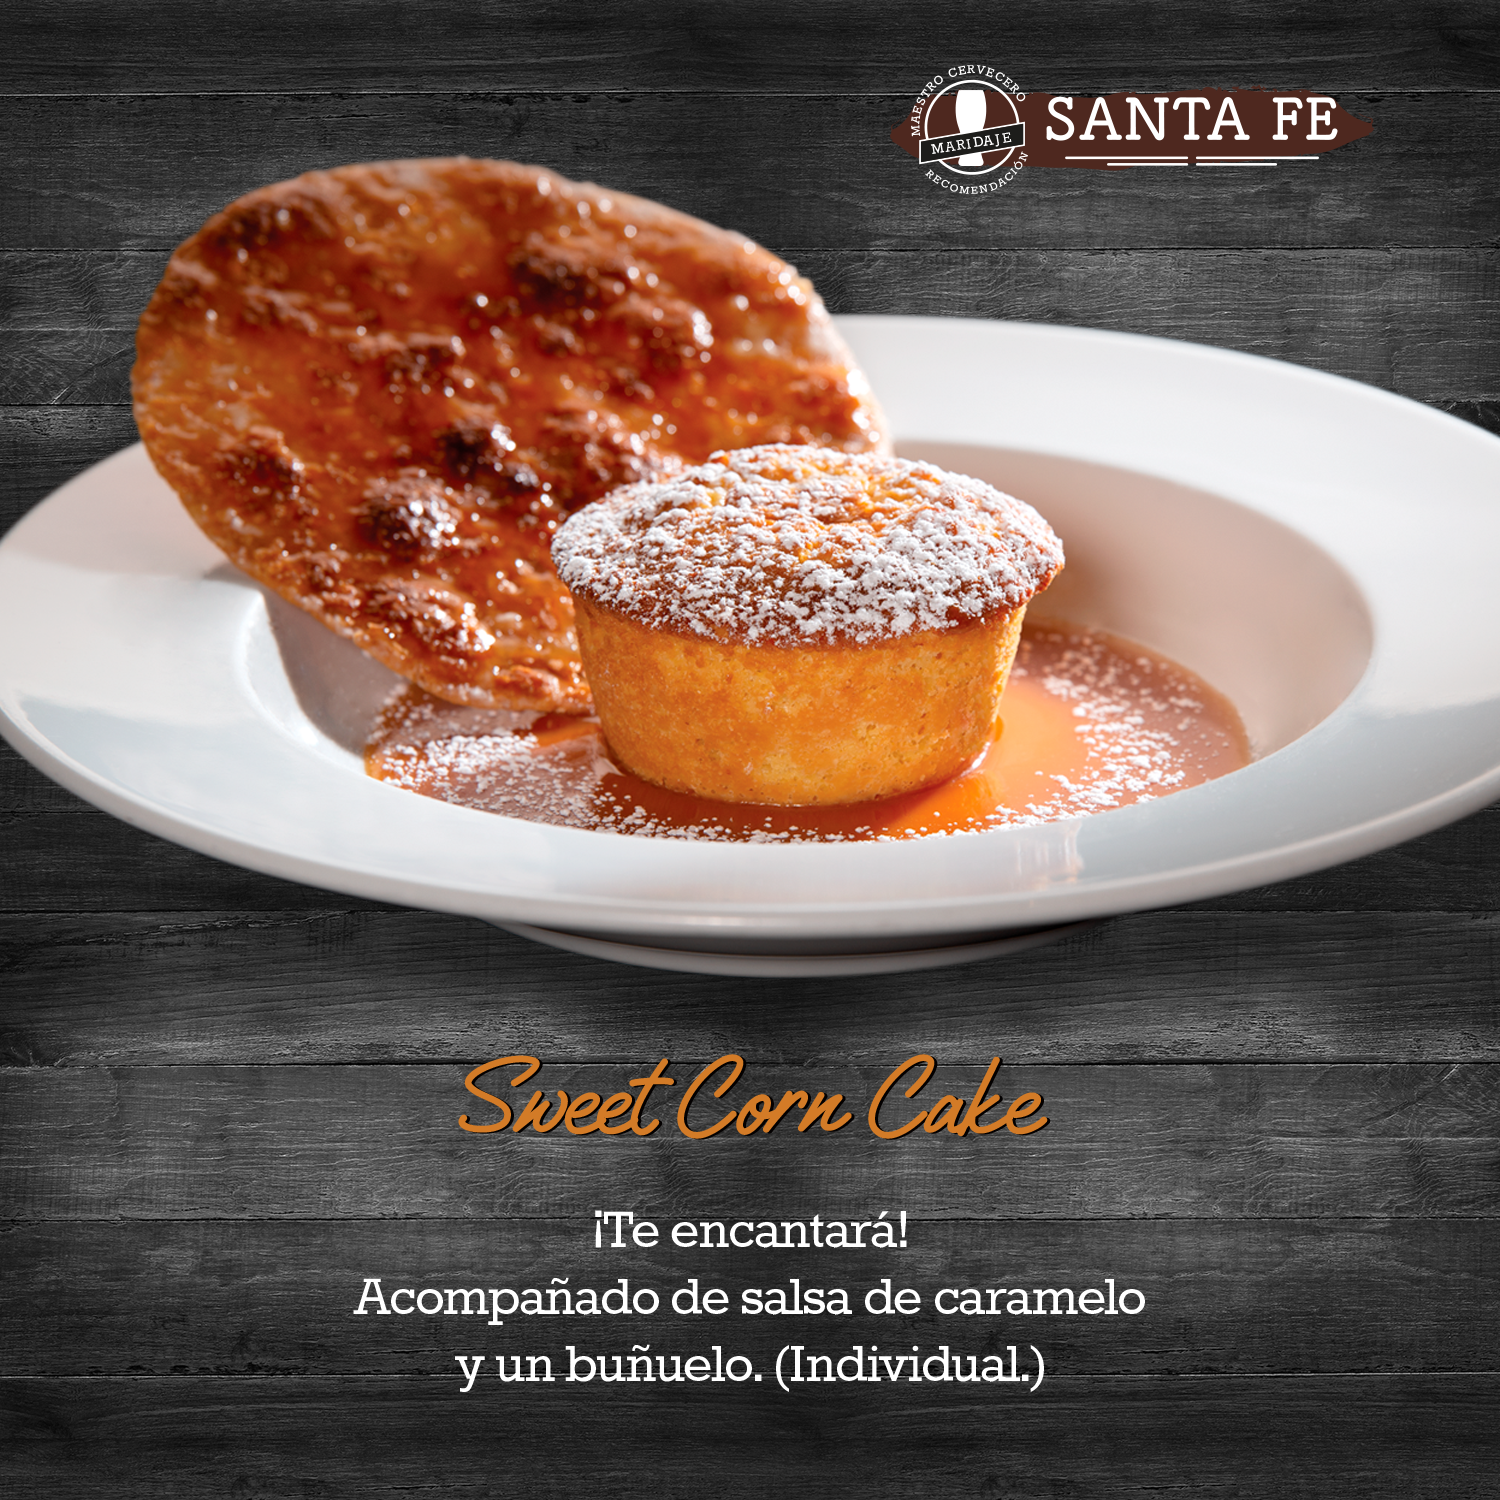 MAESTRO CERVECERO
MARIDAJE
RECOMENDACIÓN
SANTA FE
Sweet Corn Cake
¡Te encantará!
Acompañado de salsa de caramelo
y un buñuelo. (Individual.)